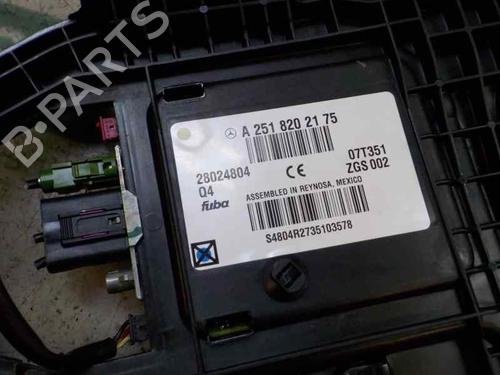 B-PARTS
A 251 820 21 75
28024804
Q4
fuba
CE
07T351
ZGS 002
ASSEMBLED IN REYNOSA, MEXICO
S4804R2735103578